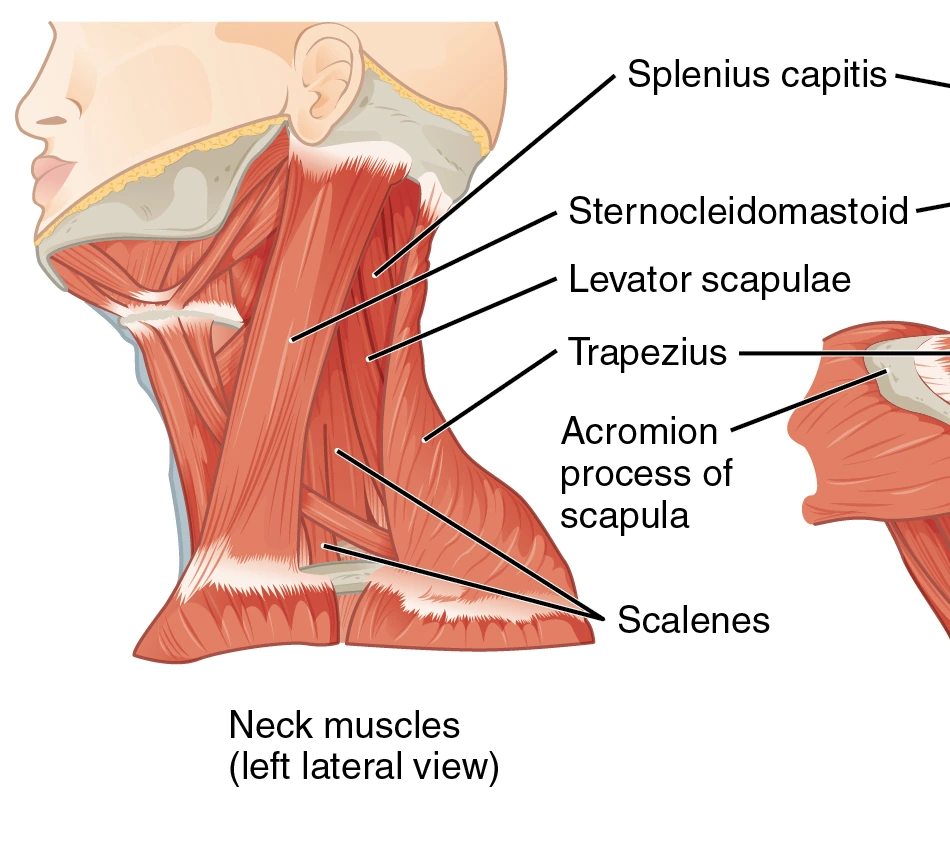 Splenius capitis
Sternocleidomastoid
Levator scapulae
Trapezius
Acromion
process of
scapula
Scalenes
Neck muscles
(left lateral view)